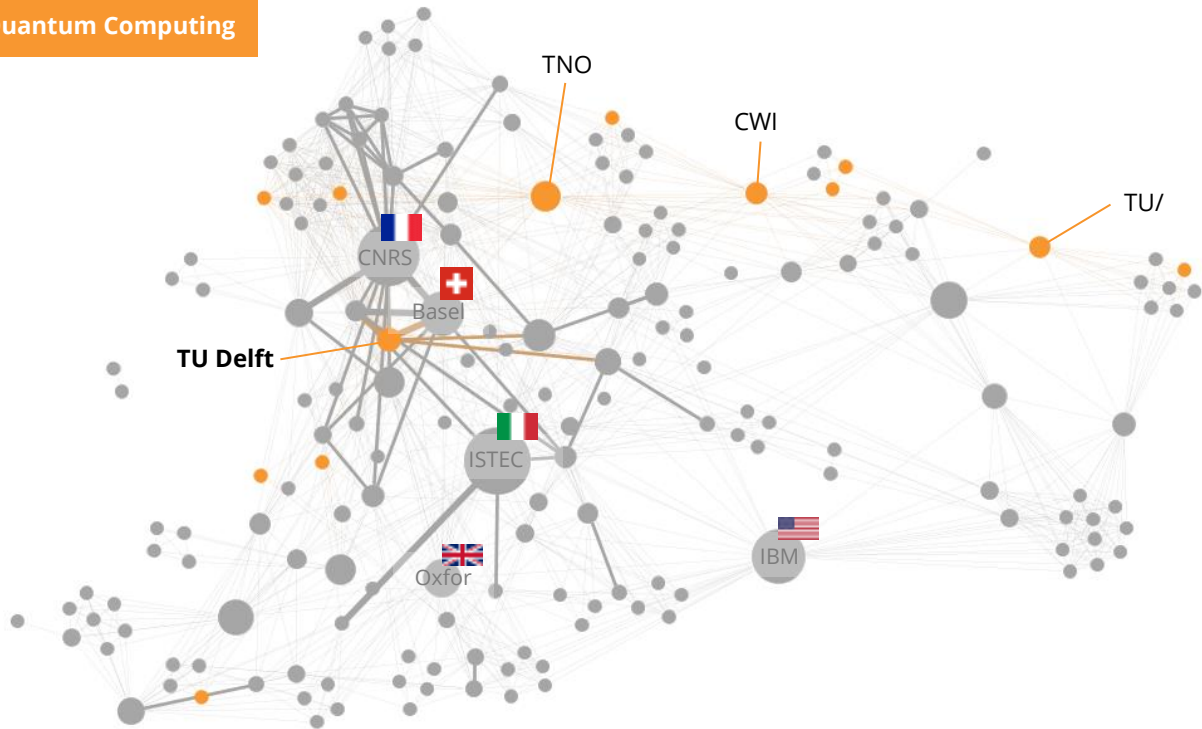 uantum Computing
TNO
CWI
TU/
CNRS
Basel
TU Delft
ISTEC
IBM
Oxfor